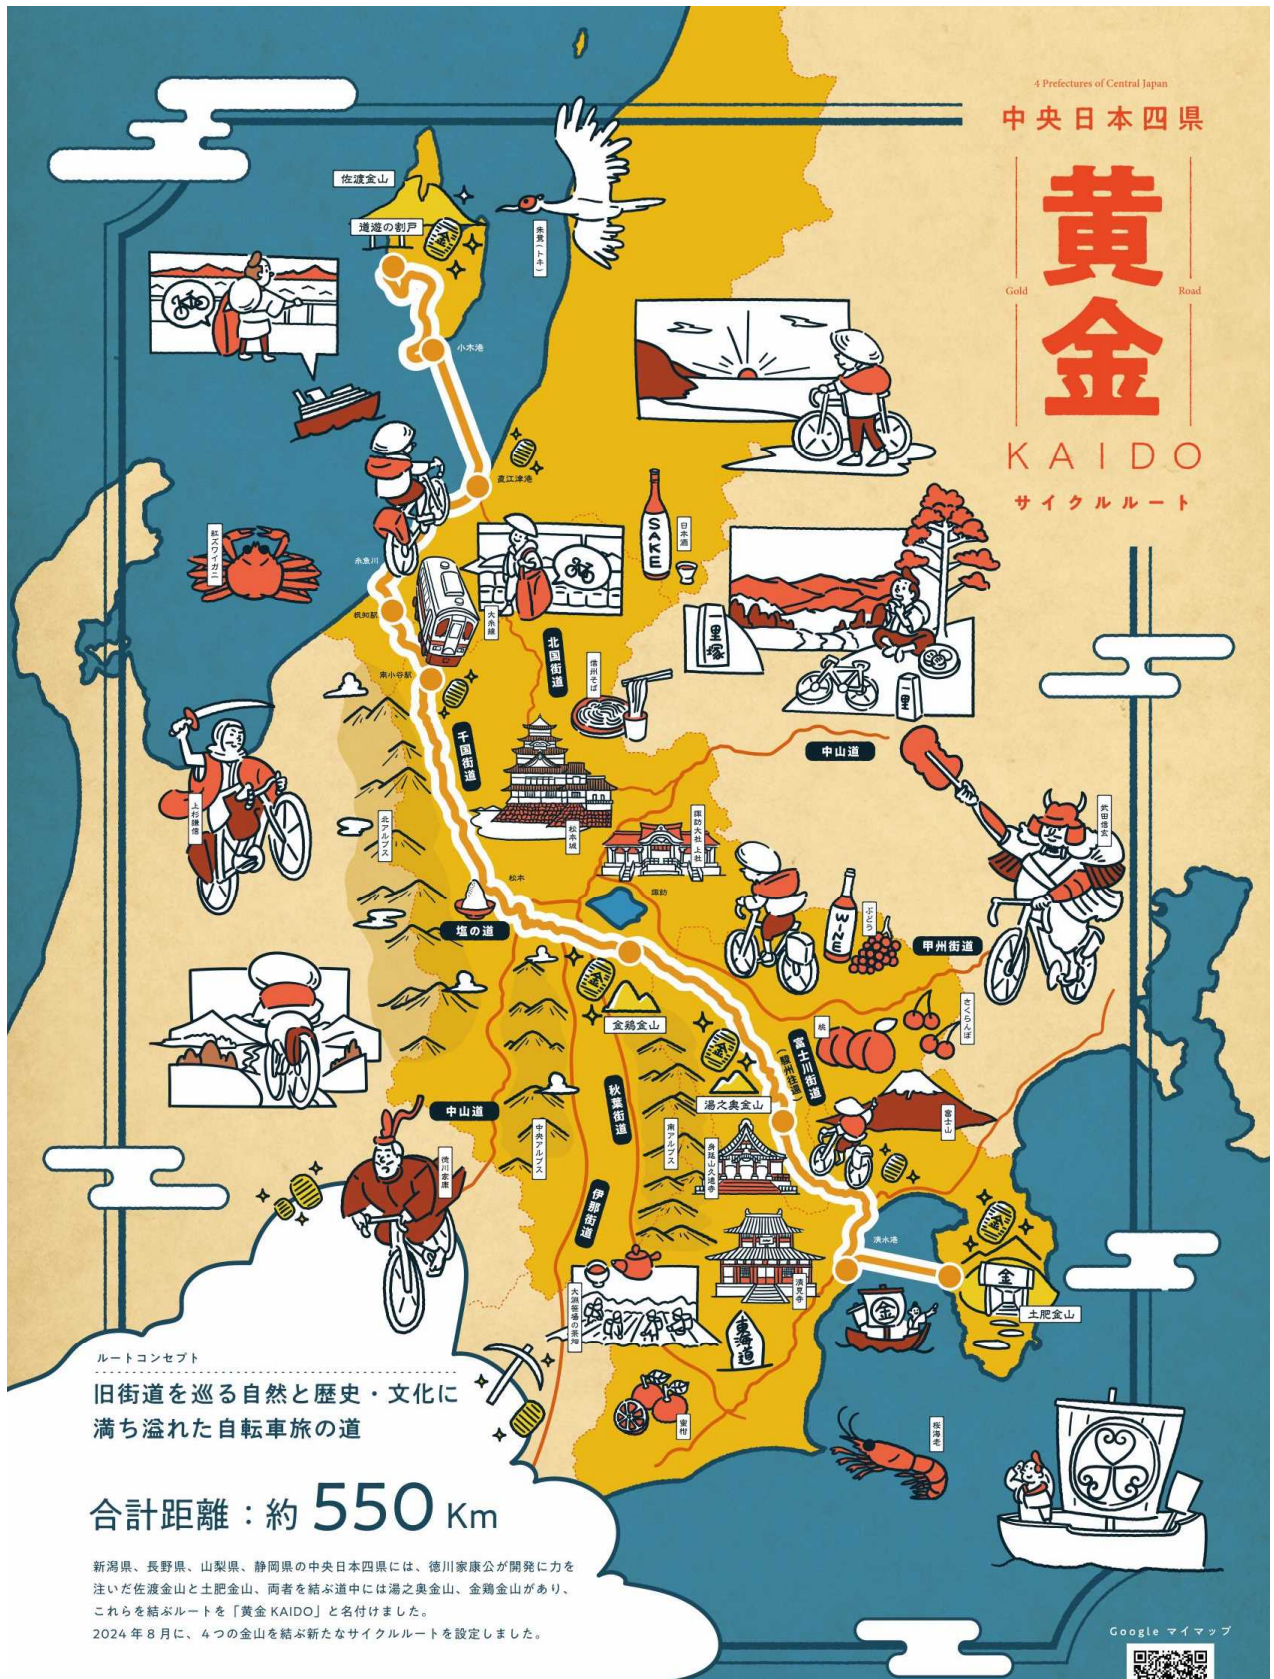 4 Prefectures of Central Japan
中央日本四県
黄金
Gold
Road
KAIDO
サイクルルート
佐渡金山
道遊の割戸
金
朱鷺(トキ)
小木港
直江津港
紅ズワイガニ
糸魚川
根知駅
南小谷駅
大糸線
北国街道
SAKE
日本酒
信州そば
一里塚
一里
千国街道
中山道
上杉謙信
北アルプス
松本城
諏訪大社 上社
武田信玄
松本
諏訪
塩の道
WINE
ぶどう
甲州街道
金
金鶏金山
さくらんぼ
桃
金
富士川街道
(駿州往還)
湯之奥金山
富士山
中山道
秋葉街道
中央アルプス
南アルプス
身延山久遠寺
徳川家康
伊那街道
清水港
金
金
土肥金山
清見寺
金
大淵笹場の茶畑
東海道
蜜柑
桜海老
ルートコンセプト
旧街道を巡る自然と歴史・文化に
満ち溢れた自転車旅の道
合計距離：約 550 Km
新潟県、長野県、山梨県、静岡県の中央日本四県には、徳川家康公が開発に力を
注いだ佐渡金山と土肥金山、両者を結ぶ道中には湯之奥金山、金鶏金山があり、
これらを結ぶルートを「黄金 KAIDO」と名付けました。
2024年8月に、4つの金山を結ぶ新たなサイクルルートを設定しました。
Google マイマップ